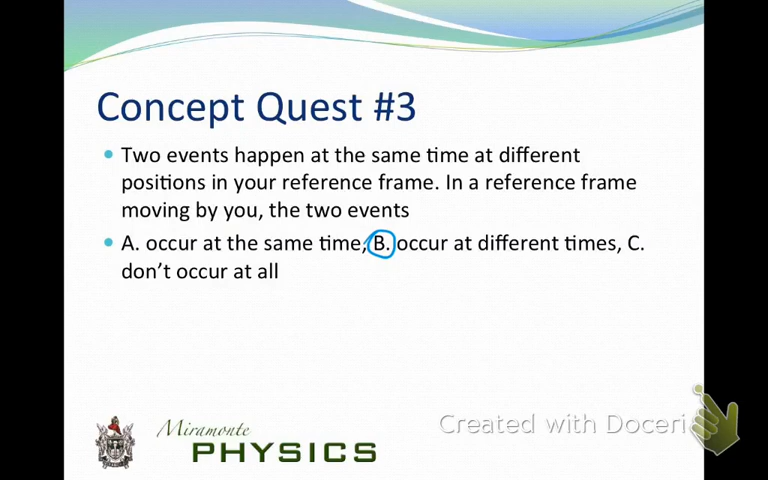 Concept Quest #3
• Two events happen at the same time at different
positions in your reference frame. In a reference frame
moving by you, the two events
• A. occur at the same time, B. occur at different times, C.
don’t occur at all
Created with Doceri
Miramonte
PHYSICS